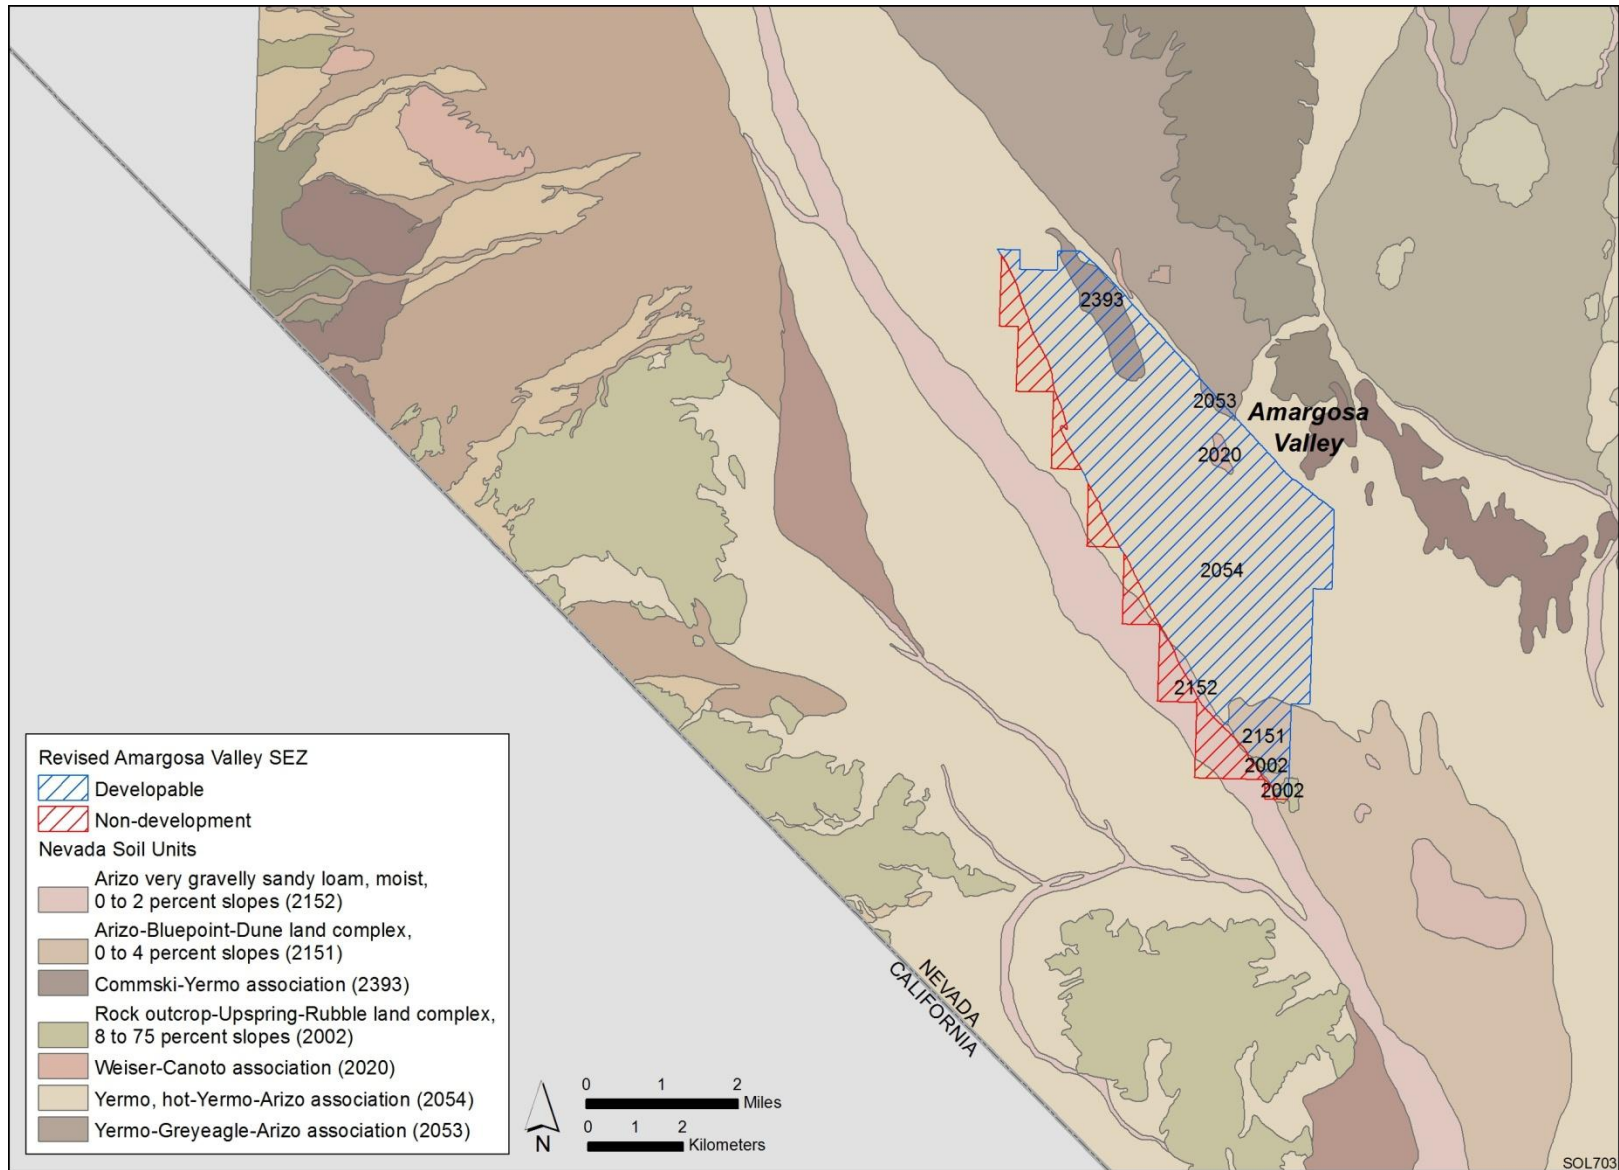 2393
2053
Amargosa
Valley
2020
2054
2152
2151
2002
2002
Revised Amargosa Valley SEZ
Developable
Non-development
Nevada Soil Units
Arizo very gravelly sandy loam, moist,
0 to 2 percent slopes (2152)
Arizo-Bluepoint-Dune land complex,
0 to 4 percent slopes (2151)
Commski-Yermo association (2393)
Rock outcrop-Upspring-Rubble land complex,
8 to 75 percent slopes (2002)
Weiser-Canoto association (2020)
Yermo, hot-Yermo-Arizo association (2054)
Yermo-Greyeagle-Arizo association (2053)
NEVADA
CALIFORNIA
N
0 1 2
Miles
0 1 2
Kilometers
SOL703